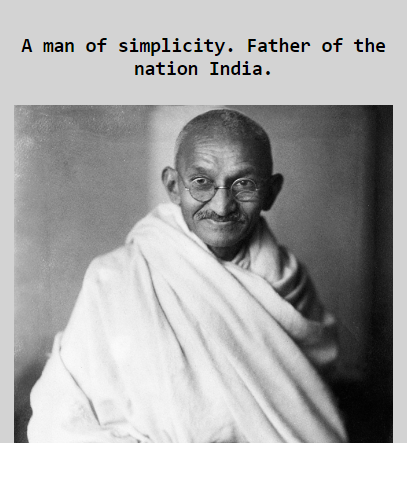 A man of simplicity. Father of the
nation India.